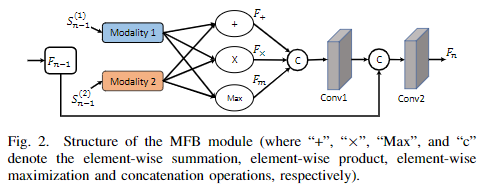 S_{n-1}^{(1)}
Modality 1
+
F_+
F_{n-1}
X
F_×
C
C
F_n
Modality 2
S_{n-1}^{(2)}
Max
F_m
Conv1
Conv2
Fig. 2. Structure of the MFB module (where “+”, “×”, “Max”, and “c”
denote the element-wise summation, element-wise product, element-wise
maximization and concatenation operations, respectively).